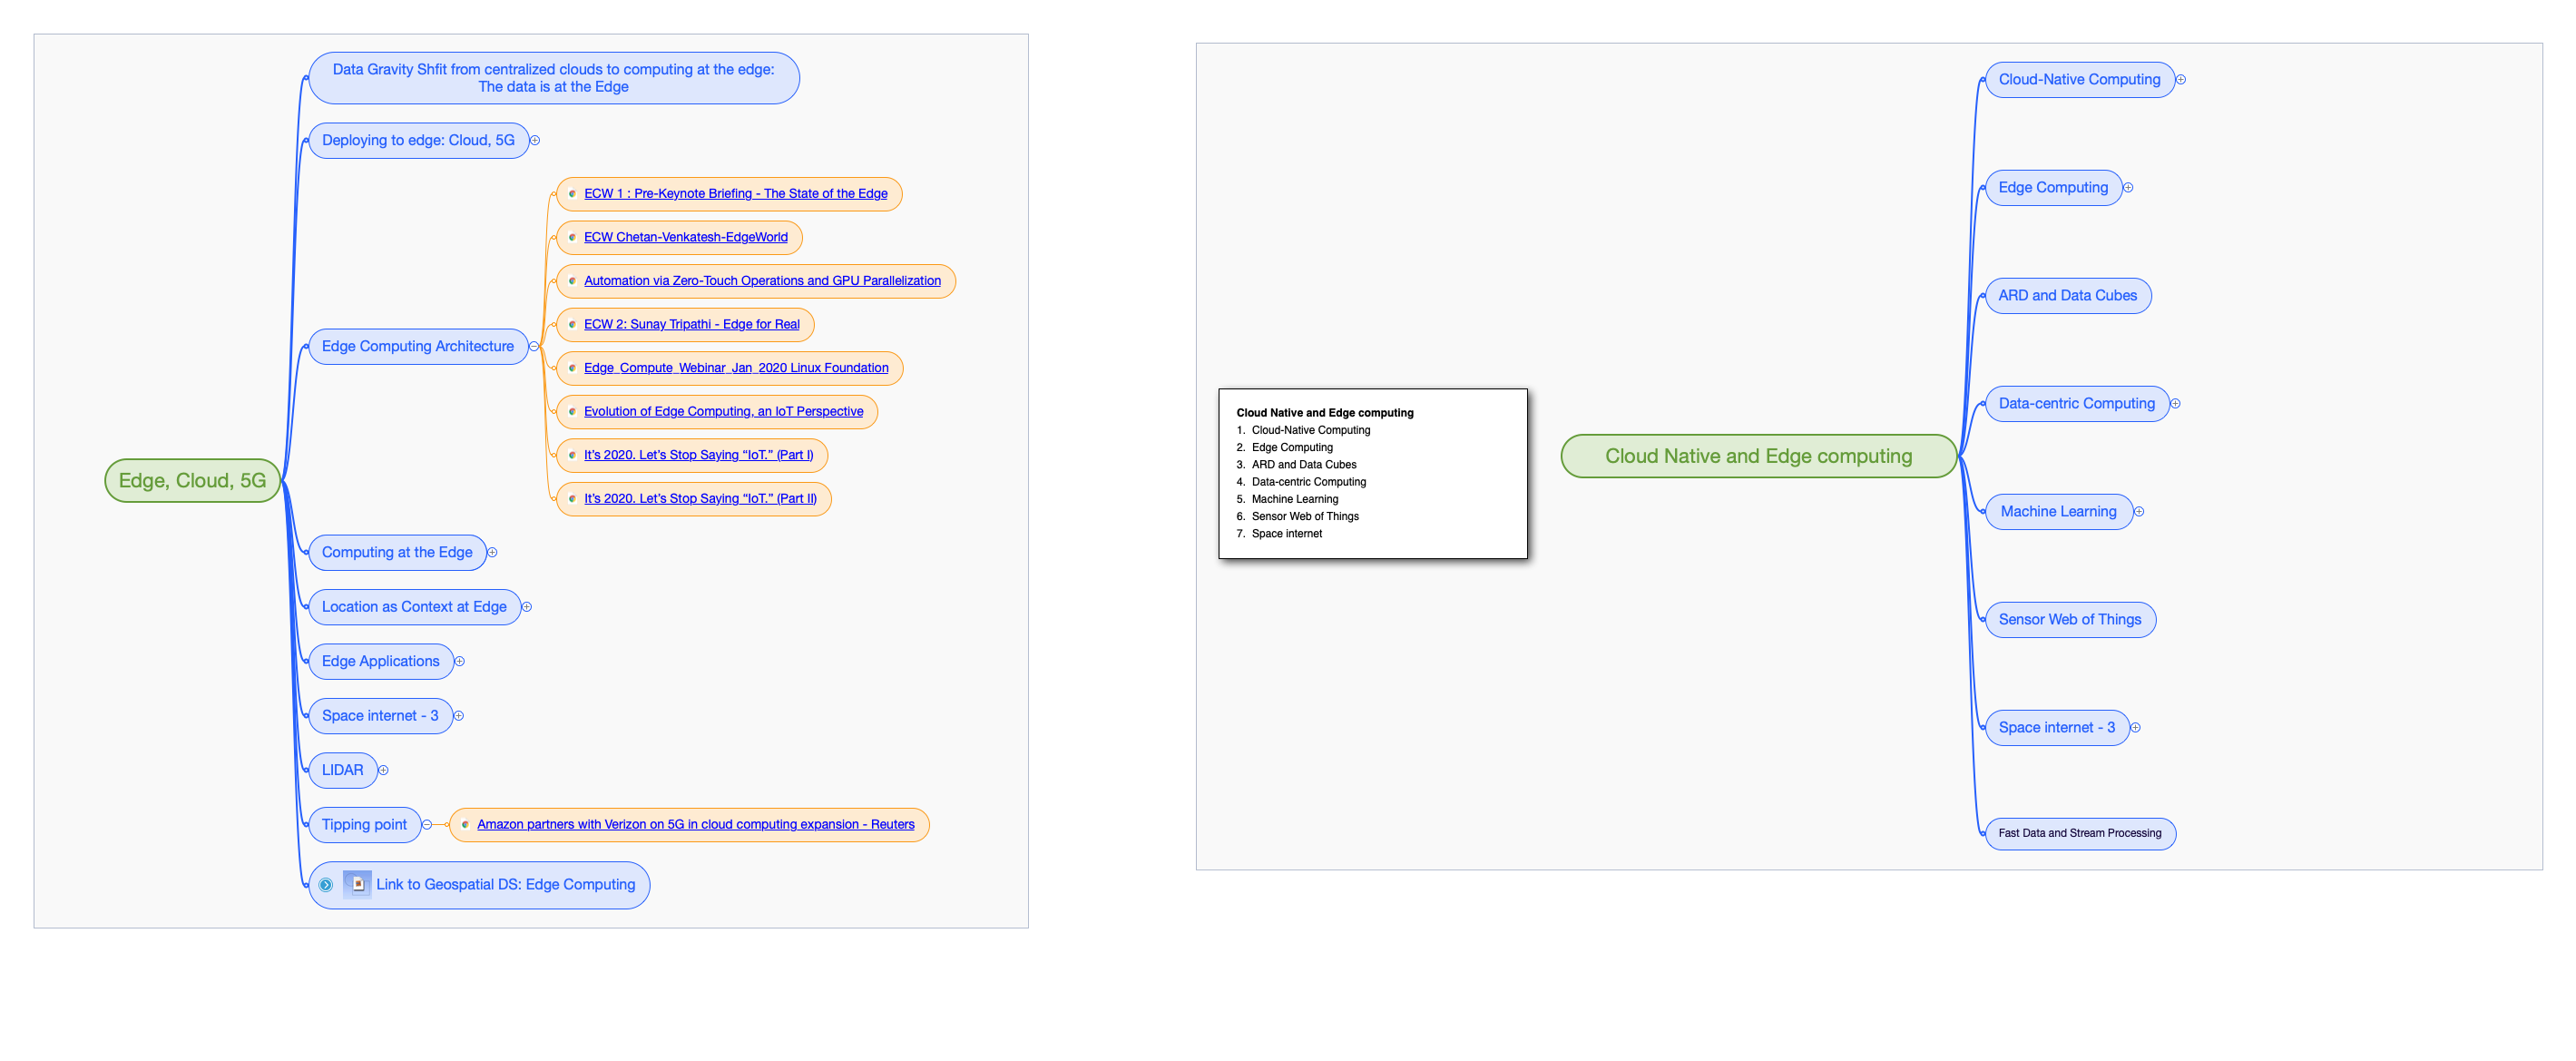 Edge, Cloud, 5G
Data Gravity Shfit from centralized clouds to computing at the edge:
The data is at the Edge
Deploying to edge: Cloud, 5G
Edge Computing Architecture
ECW 1 : Pre-Keynote Briefing - The State of the Edge
ECW Chetan-Venkatesh-EdgeWorld
Automation via Zero-Touch Operations and GPU Parallelization
ECW 2: Sunay Tripathi - Edge for Real
Edge_Compute_Webinar_Jan_2020 Linux Foundation
Evolution of Edge Computing, an IoT Perspective
It’s 2020. Let’s Stop Saying “IoT.” (Part I)
It’s 2020. Let’s Stop Saying “IoT.” (Part II)
Computing at the Edge
Location as Context at Edge
Edge Applications
Space internet - 3
LIDAR
Tipping point
Amazon partners with Verizon on 5G in cloud computing expansion - Reuters
Link to Geospatial DS: Edge Computing
Cloud Native and Edge computing
1. Cloud-Native Computing
2. Edge Computing
3. ARD and Data Cubes
4. Data-centric Computing
5. Machine Learning
6. Sensor Web of Things
7. Space internet
Cloud Native and Edge computing
Cloud-Native Computing
Edge Computing
ARD and Data Cubes
Data-centric Computing
Machine Learning
Sensor Web of Things
Space internet - 3
Fast Data and Stream Processing